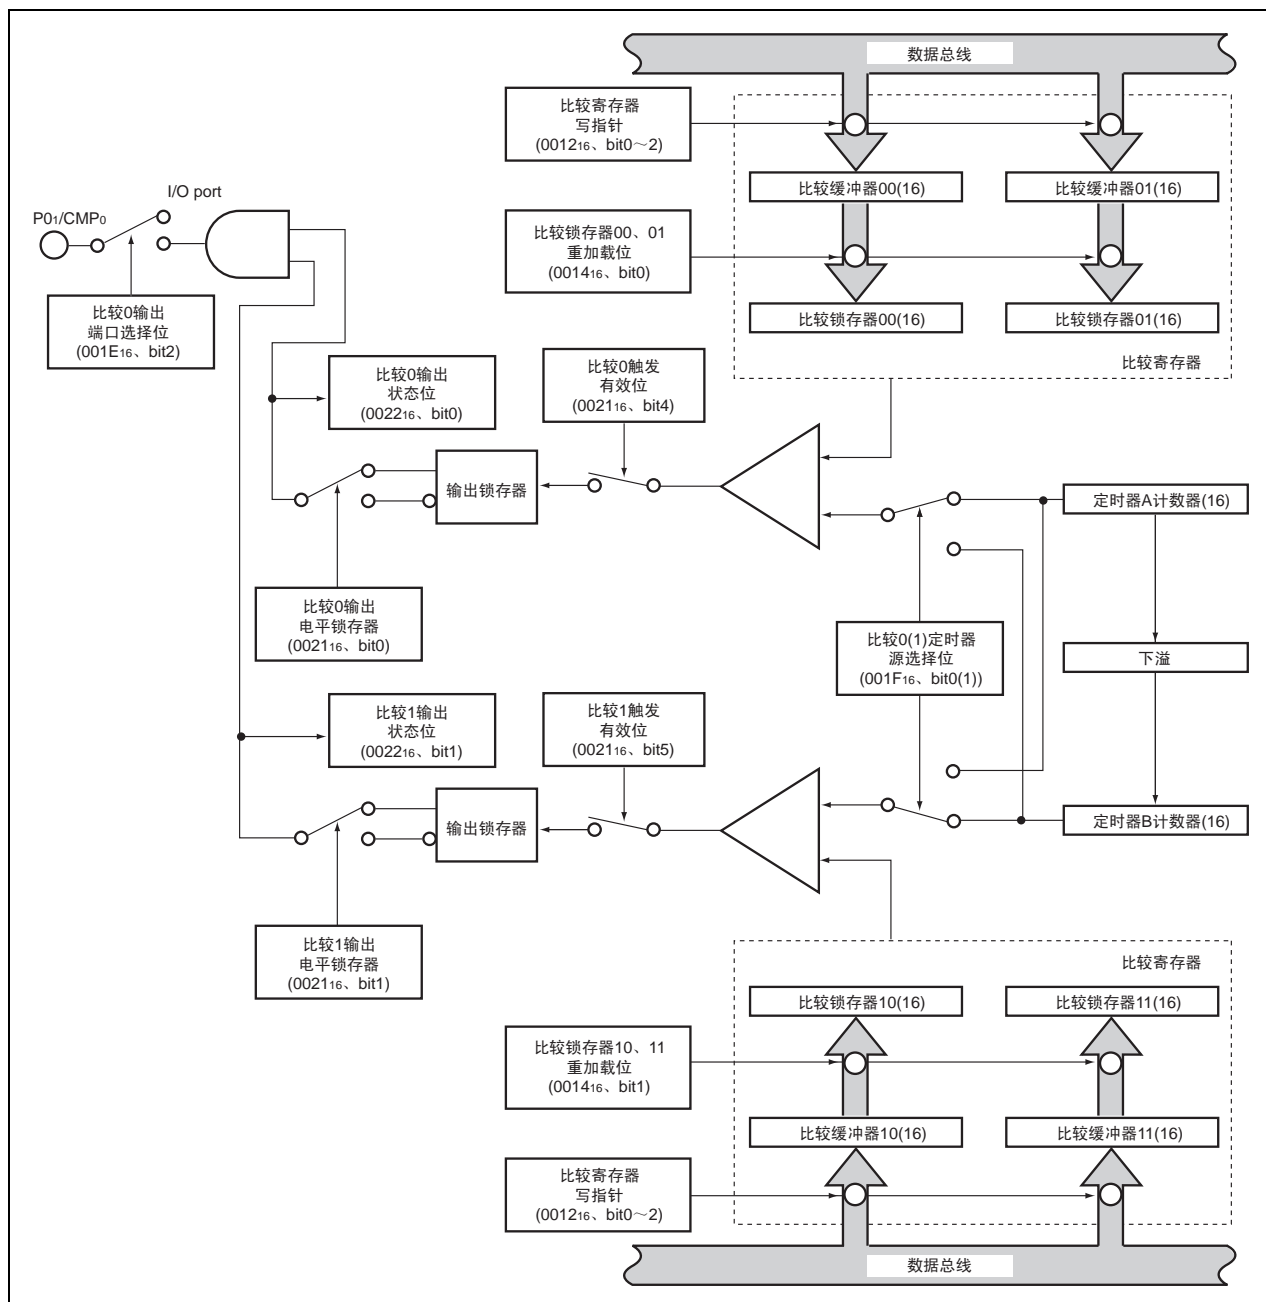 数据总线
比较寄存器
写指针
(0012₁₆、bit0～2)
比较缓冲器00(16)
比较缓冲器01(16)
I/O port
P0₁/CMP₀
比较锁存器00、01
重加载位
(0014₁₆、bit0)
比较0输出
端口选择位
(001E₁₆、bit2)
比较锁存器00(16)
比较锁存器01(16)
比较寄存器
比较0输出
状态位
(0022₁₆、bit0)
比较0触发
有效位
(0021₁₆、bit4)
输出锁存器
定时器A计数器(16)
比较0输出
电平锁存器
(0021₁₆、bit0)
比较0(1)定时器
源选择位
(001F₁₆、bit0(1))
下溢
比较1输出
状态位
(0022₁₆、bit1)
比较1触发
有效位
(0021₁₆、bit5)
输出锁存器
定时器B计数器(16)
比较1输出
电平锁存器
(0021₁₆、bit1)
比较寄存器
比较锁存器10(16)
比较锁存器11(16)
比较锁存器10、11
重加载位
(0014₁₆、bit1)
比较缓冲器10(16)
比较缓冲器11(16)
比较寄存器
写指针
(0012₁₆、bit0～2)
数据总线